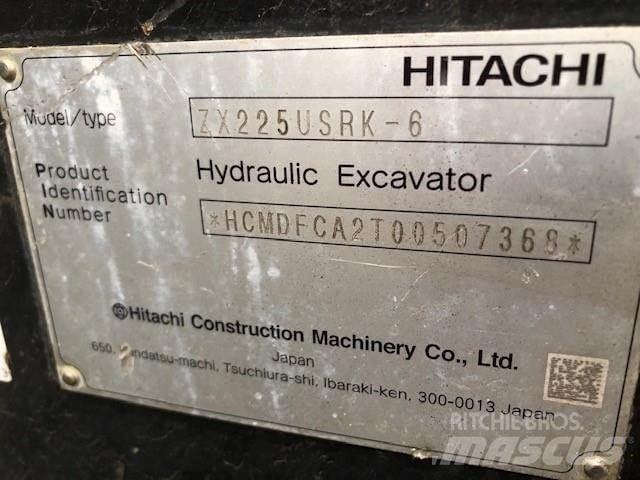 HITACHI
Model/type ZX225USRK-6
Product Identification Number
Hydraulic Excavator
*HCMDFCA2T00507368*
Hitachi Construction Machinery Co., Ltd.
Japan
650, Tsuchiura-shi, Ibaraki-ken, 300-0013 Japan
RITCHIE BROS.
MASCUS